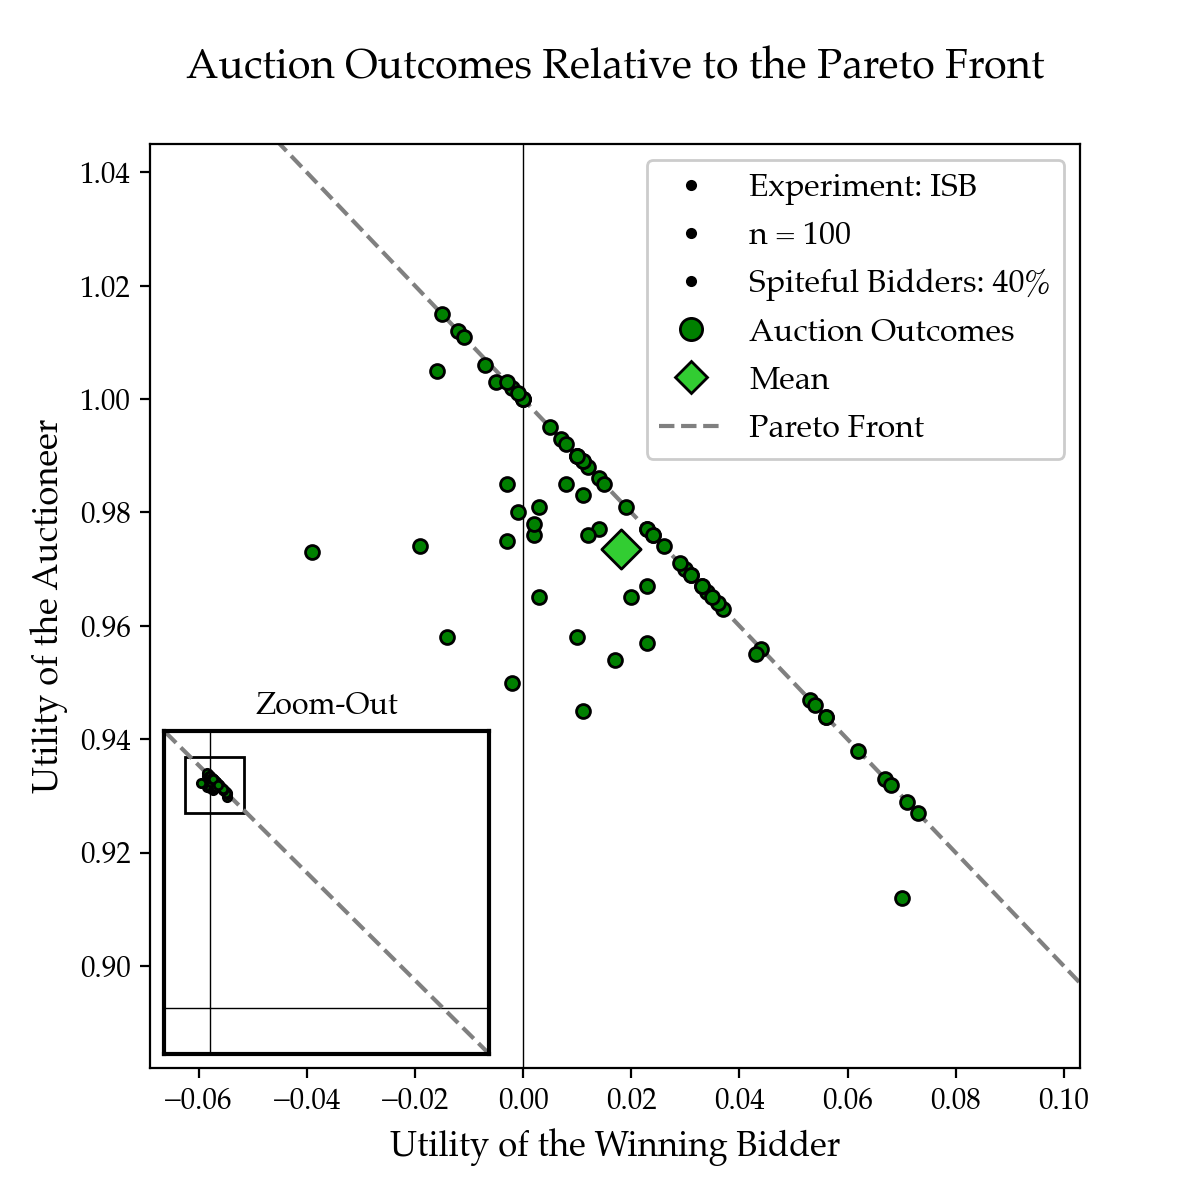 Auction Outcomes Relative to the Pareto Front
Experiment: ISB
n = 100
Spiteful Bidders: 40%
Auction Outcomes
Mean
Pareto Front
Utility of the Auctioneer
1.04
1.02
1.00
0.98
0.96
0.94
0.92
0.90
Zoom-Out
−0.06 −0.04 −0.02 0.00 0.02 0.04 0.06 0.08 0.10
Utility of the Winning Bidder